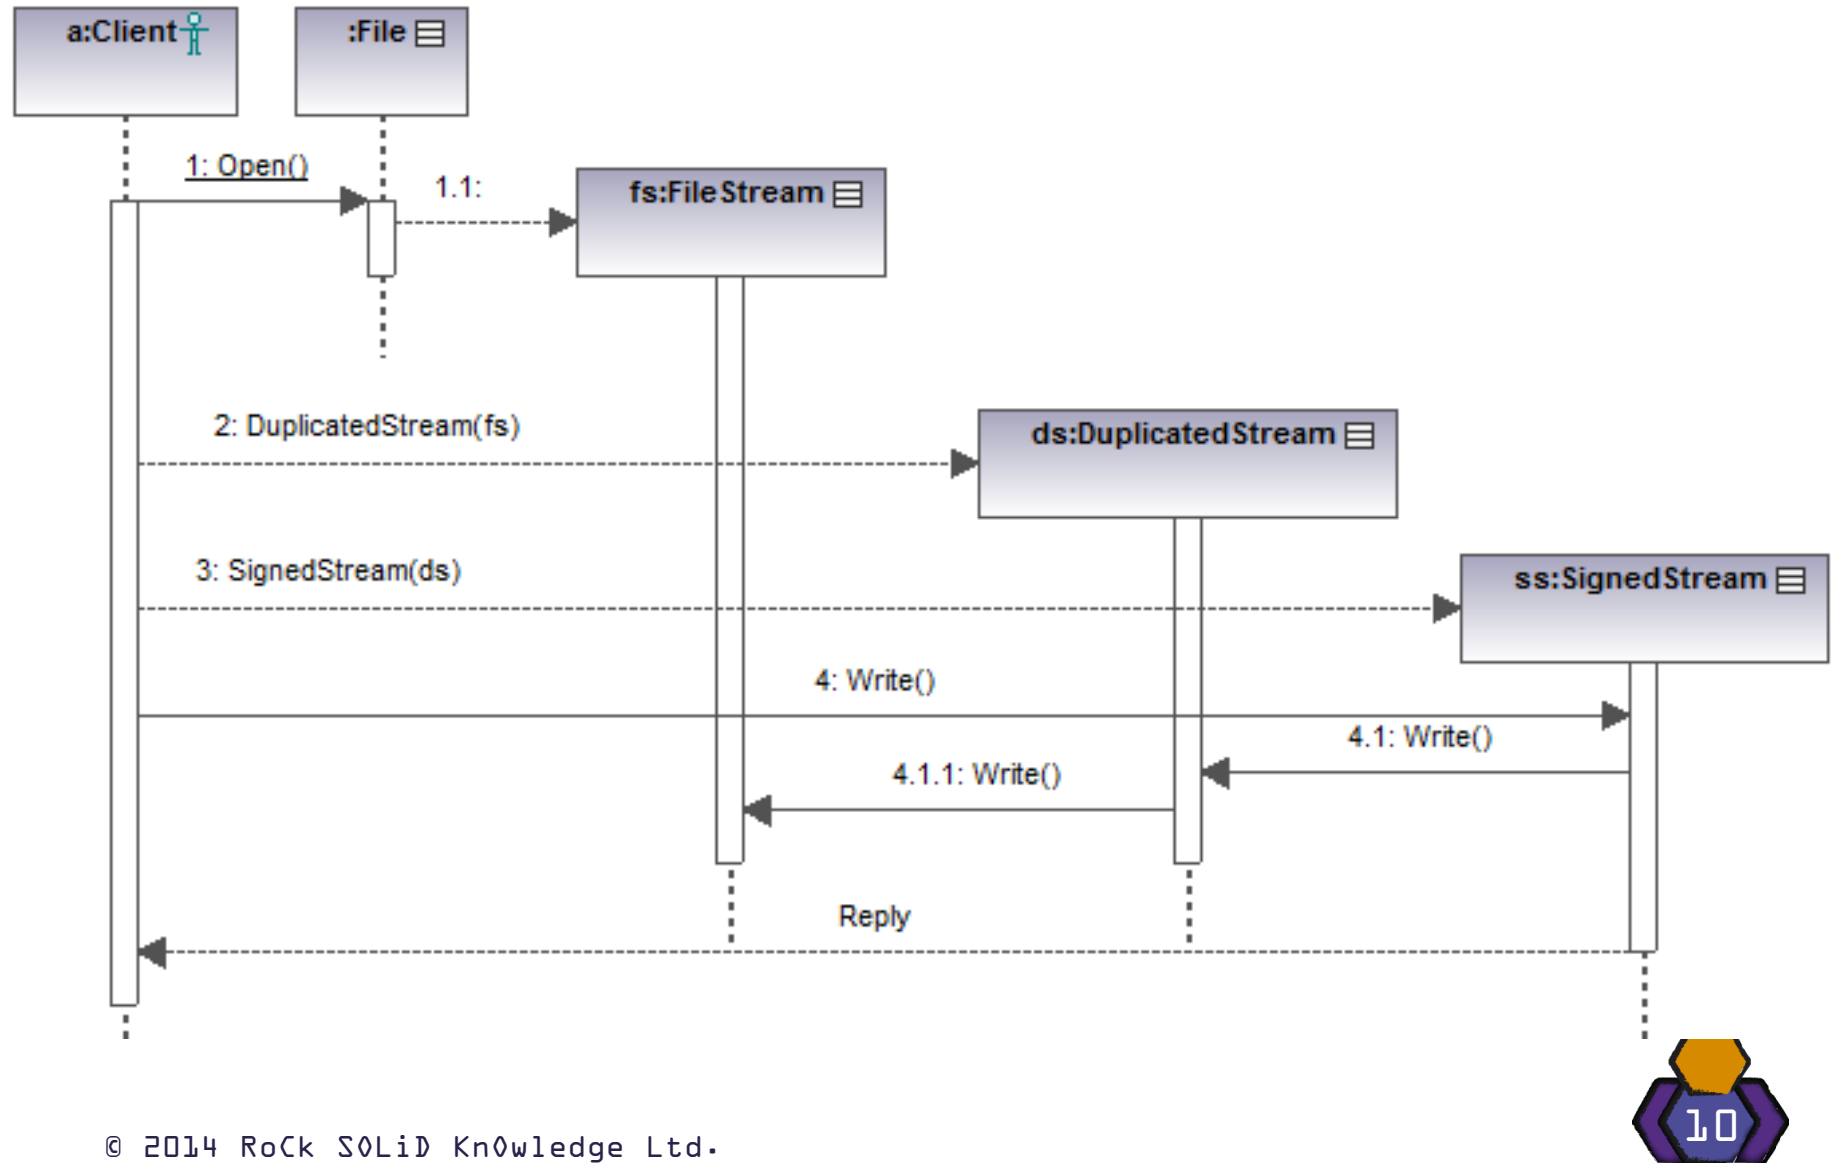 a:Client
:File
1: Open()
1.1:
fs:FileStream
2: DuplicatedStream(fs)
ds:DuplicatedStream
3: SignedStream(ds)
ss:SignedStream
4: Write()
4.1: Write()
4.1.1: Write()
Reply
10
© 2014 RoCk SOLiD KnOwledge Ltd.